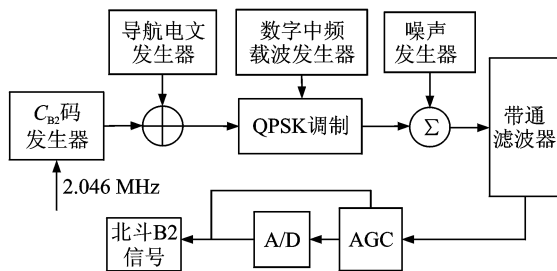 导航电文
发生器
数字中频
载波发生器
噪声
发生器
C_B2码
发生器
QPSK调制
Σ
带通
滤波器
2.046 MHz
北斗B2
信号
A/D
AGC